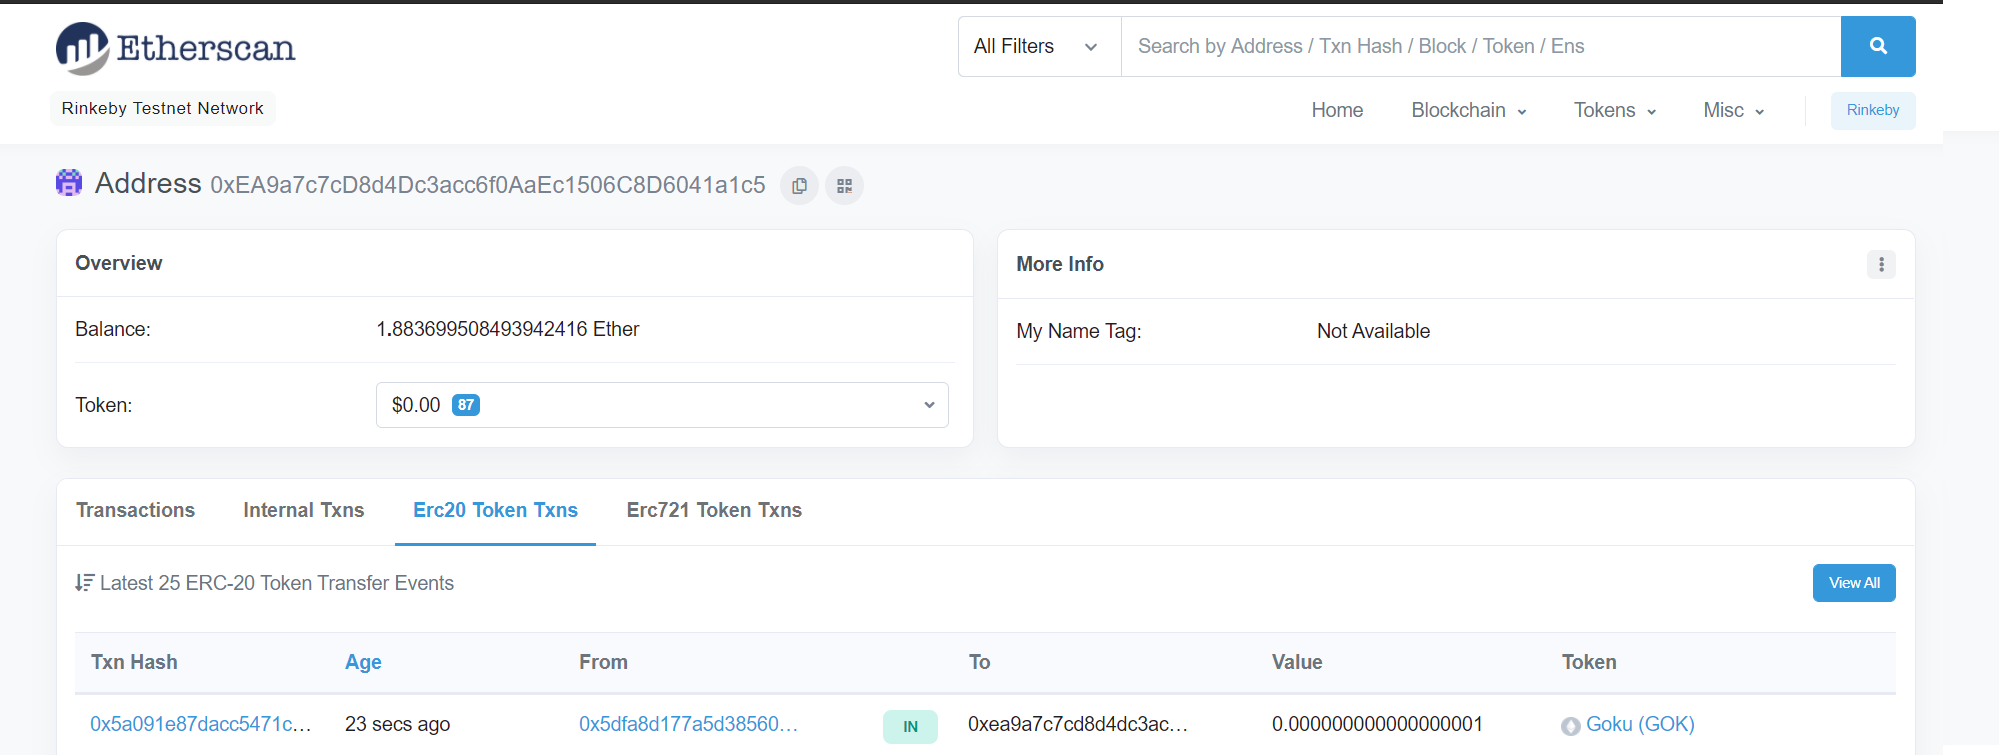 Etherscan
All Filters
Search by Address / Txn Hash / Block / Token / Ens
Rinkeby Testnet Network
Home
Blockchain
Tokens
Misc
Rinkeby
Address 0xEA9a7c7cD8d4Dc3acc6f0AaEc1506C8D6041a1c5
Overview
Balance: 1.883699508493942416 Ether
Token: $0.00 87
More Info
My Name Tag: Not Available
Transactions Internal Txns Erc20 Token Txns Erc721 Token Txns
Latest 25 ERC-20 Token Transfer Events
View All
Txn Hash Age From To Value Token
0x5a091e87dacc5471c... 23 secs ago 0x5dfa8d177a5d38560... IN 0xea9a7c7cd8d4dc3ac... 0.000000000000000001 Goku (GOK)